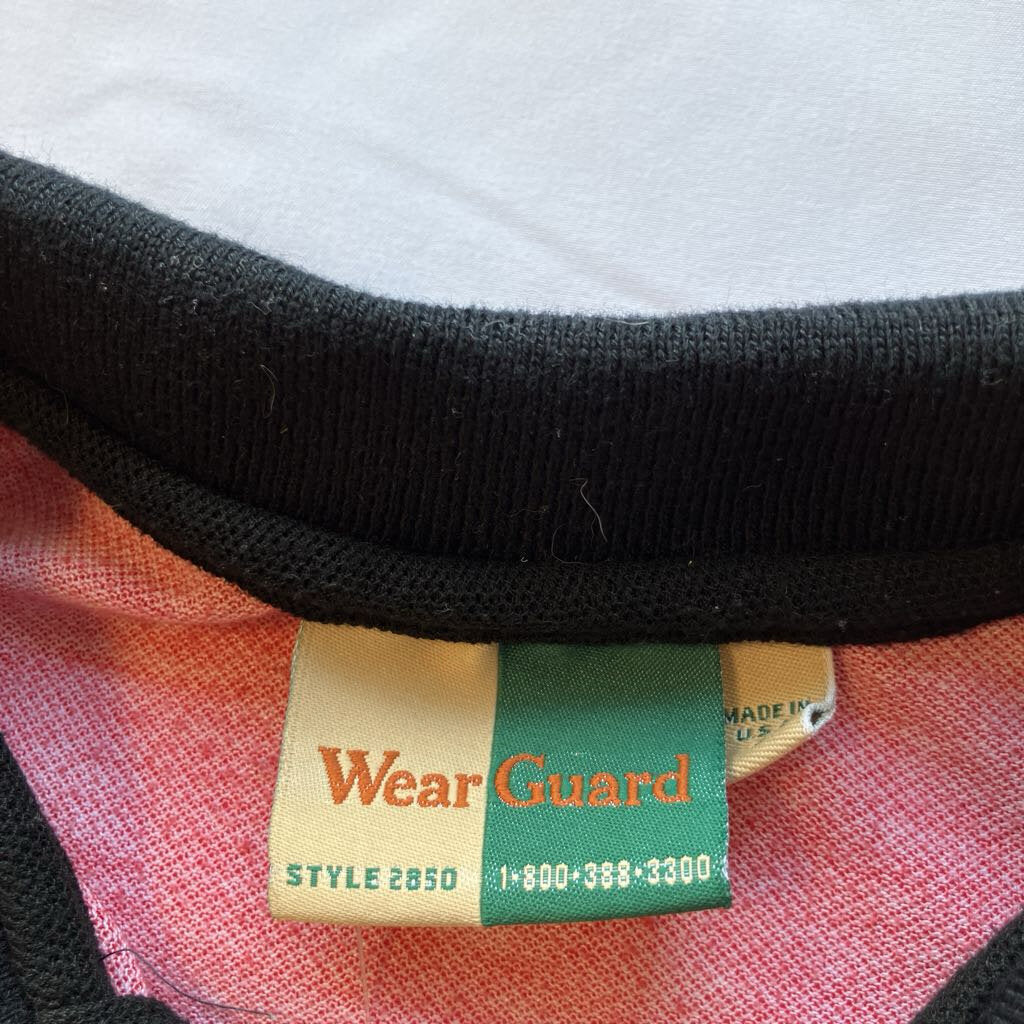 Wear Guard
STYLE 2850 1·800·388·3300
MADE IN
U S